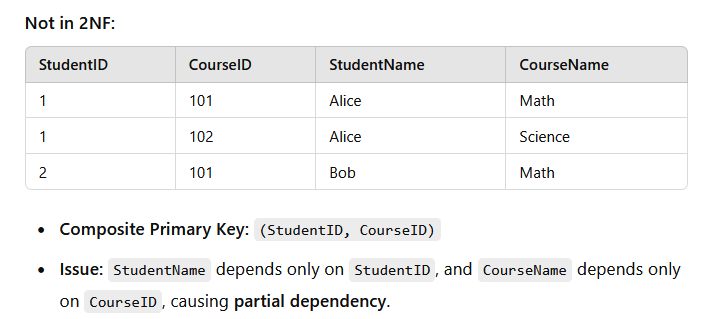 Not in 2NF:
StudentID CourseID StudentName CourseName
1 101 Alice Math
1 102 Alice Science
2 101 Bob Math
• Composite Primary Key: (StudentID, CourseID)
• Issue: StudentName depends only on StudentID, and CourseName depends only
on CourseID, causing partial dependency.